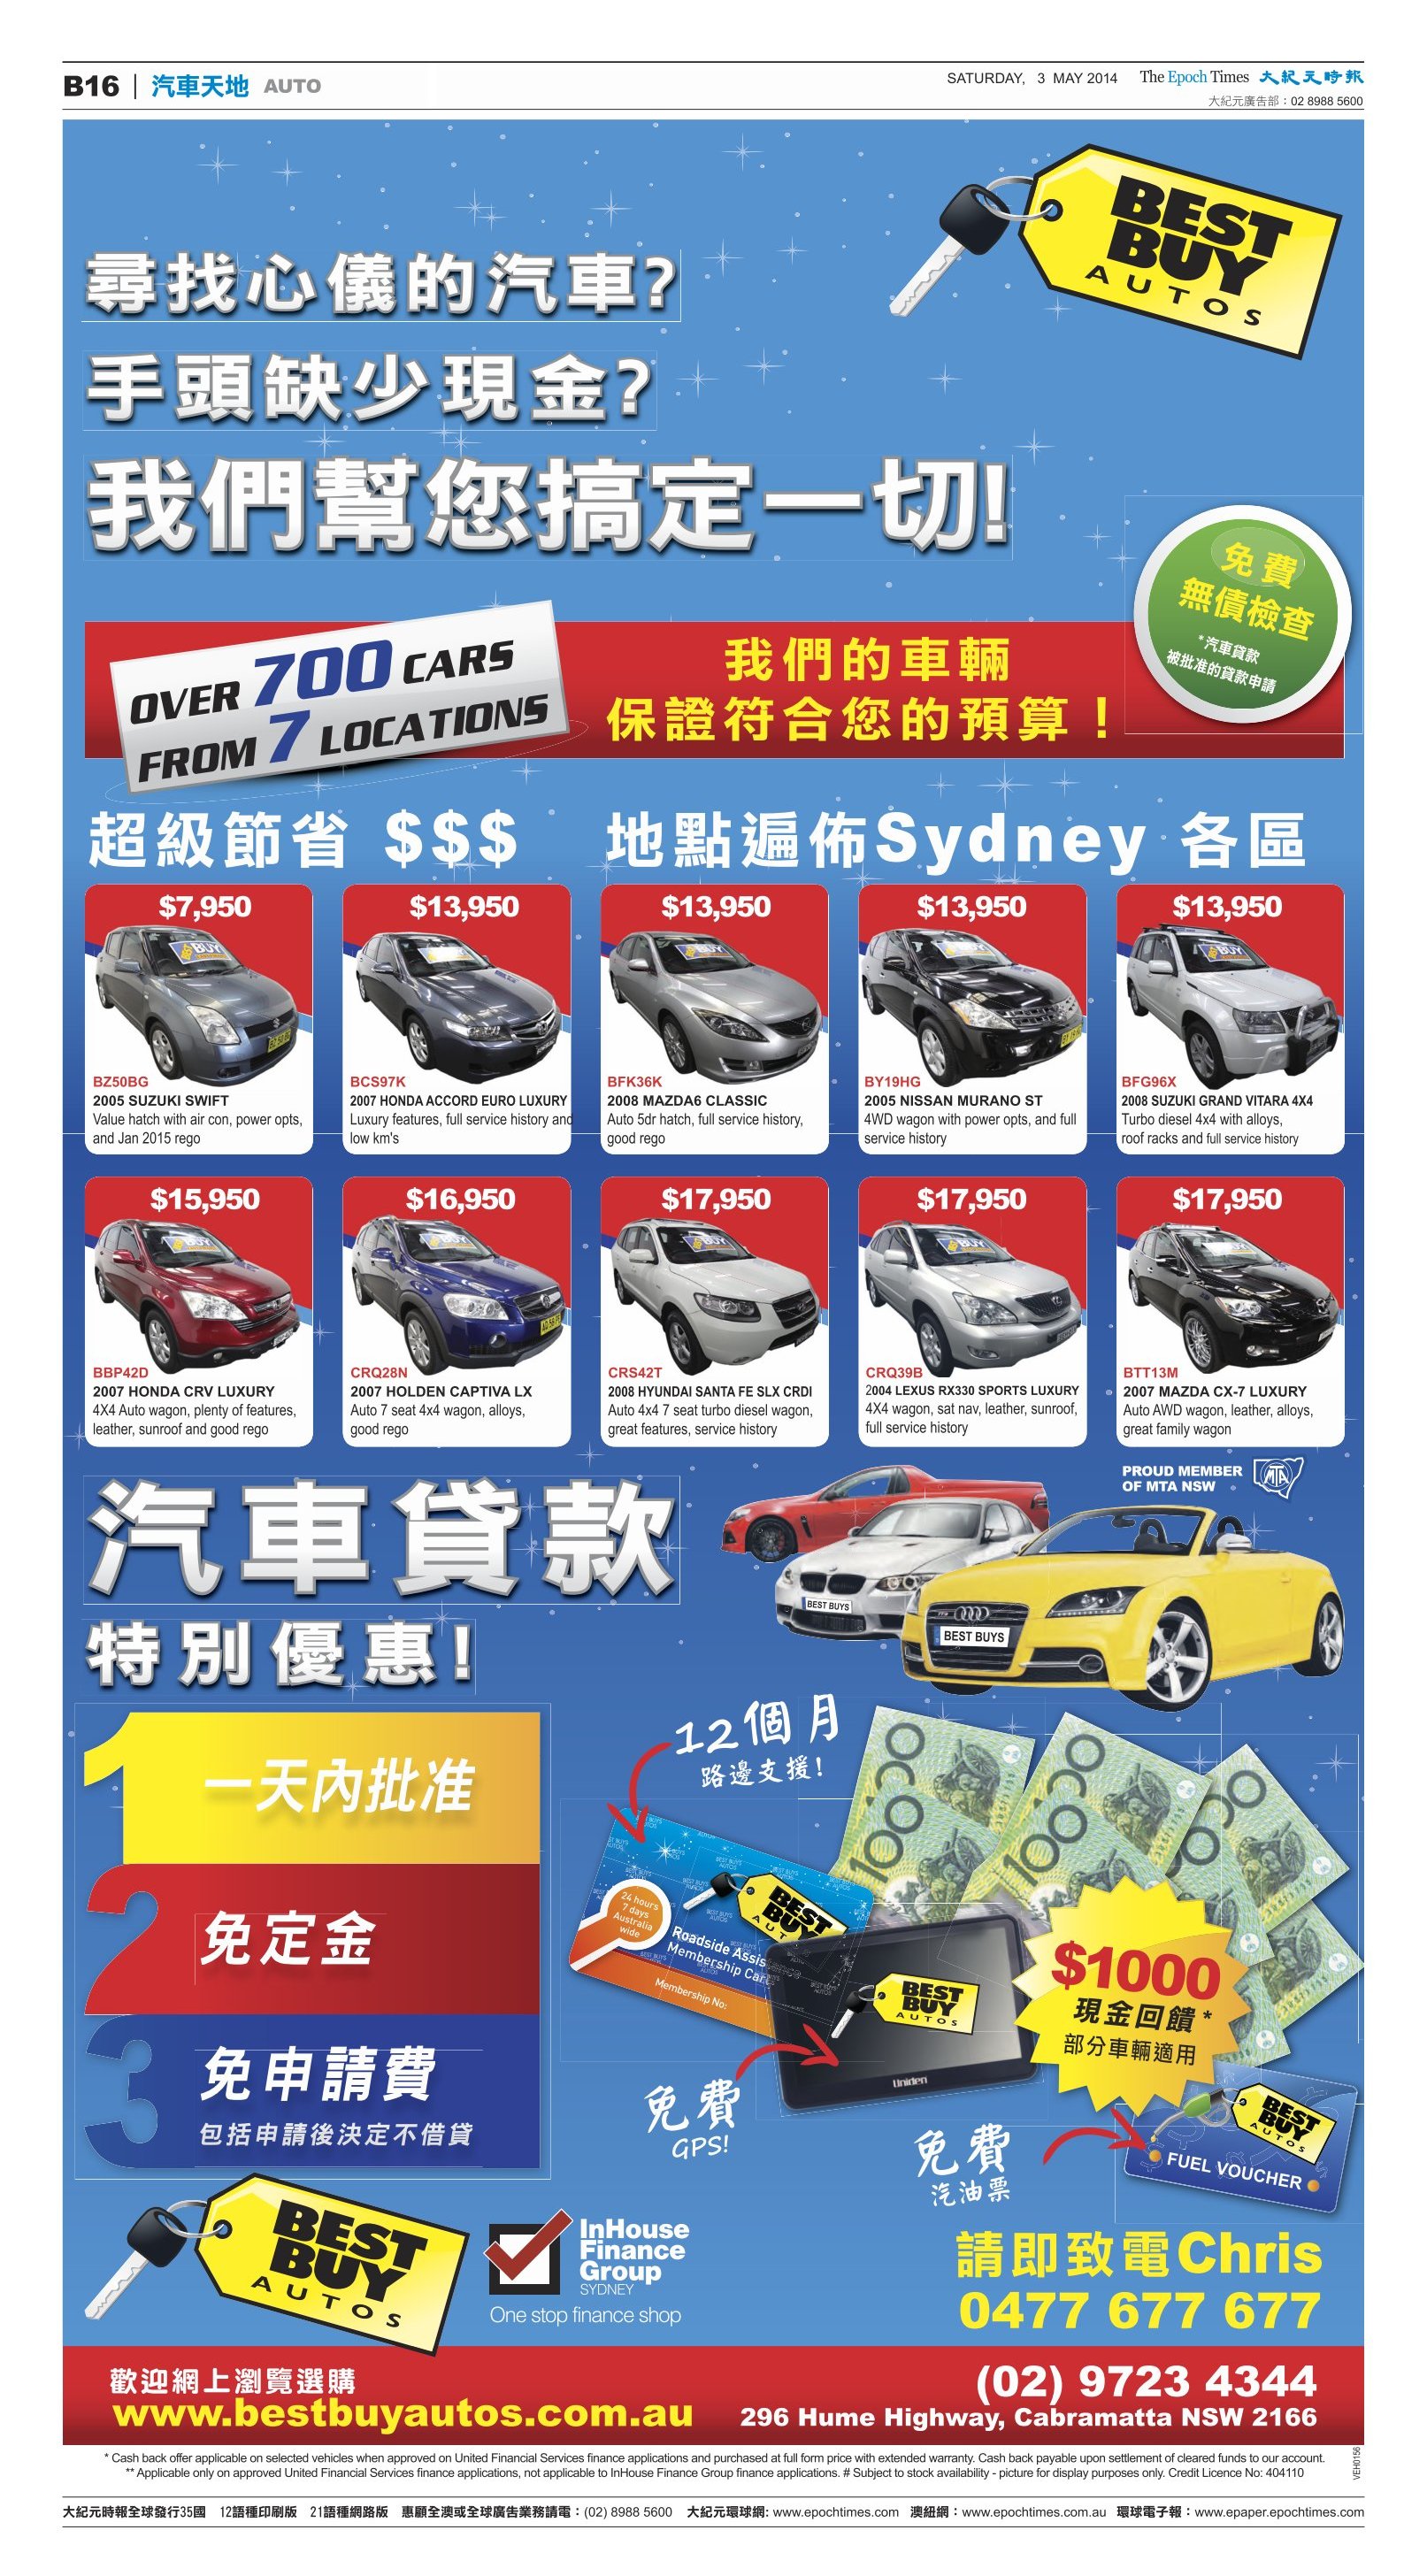 B16 | 汽車天地 AUTO
SATURDAY, 3 MAY 2014 The Epoch Times 大紀元時報
大紀元廣告部：02 8988 5600
BEST
BUY
AUTOS
尋找心儀的汽車?
手頭缺少現金?
我們幫您搞定一切!
免費
無債檢查
*汽車貸款
被批准的貸款申請
OVER 700 CARS
FROM 7 LOCATIONS
我們的車輛
保證符合您的預算！
超級節省 $$$ 地點遍佈Sydney 各區
$7,950
BZ50BG
2005 SUZUKI SWIFT
Value hatch with air con, power opts,
and Jan 2015 rego
$13,950
BCS97K
2007 HONDA ACCORD EURO LUXURY
Luxury features, full service history and
low km's
$13,950
BFK36K
2008 MAZDA6 CLASSIC
Auto 5dr hatch, full service history,
good rego
$13,950
BY19HG
2005 NISSAN MURANO ST
4WD wagon with power opts, and full
service history
$13,950
BFG96X
2008 SUZUKI GRAND VITARA 4X4
Turbo diesel 4x4 with alloys,
roof racks and full service history
$15,950
BBP42D
2007 HONDA CRV LUXURY
4X4 Auto wagon, plenty of features,
leather, sunroof and good rego
$16,950
CRQ28N
2007 HOLDEN CAPTIVA LX
Auto 7 seat 4x4 wagon, alloys,
good rego
$17,950
CRS42T
2008 HYUNDAI SANTA FE SLX CRDI
Auto 4x4 7 seat turbo diesel wagon,
great features, service history
$17,950
CRQ39B
2004 LEXUS RX330 SPORTS LUXURY
4X4 wagon, sat nav, leather, sunroof,
full service history
$17,950
BTT13M
2007 MAZDA CX-7 LUXURY
Auto AWD wagon, leather, alloys,
great family wagon
汽車貸款
特別優惠!
PROUD MEMBER
OF MTA NSW
MTA
BEST BUYS
BEST BUYS
1 一天內批准
2 免定金
3 免申請費
包括申請後決定不借貸
12個月
路邊支援!
24 hours
7 days
Australia
wide
Roadside Assis
Membership Card
Membership No:
BEST
BUY
AUT
BEST
BUY
AUTOS
Uniden
免費
GPS!
100
100
$1000
現金回饋*
部分車輛適用
免費
汽油票
BEST
BUY
AUTOS
FUEL VOUCHER
BEST
BUY
AUTOS
InHouse
Finance
Group
SYDNEY
One stop finance shop
請即致電Chris
0477 677 677
歡迎網上瀏覽選購
www.bestbuyautos.com.au
(02) 9723 4344
296 Hume Highway, Cabramatta NSW 2166
* Cash back offer applicable on selected vehicles when approved on United Financial Services finance applications and purchased at full form price with extended warranty. Cash back payable upon settlement of cleared funds to our account.
** Applicable only on approved United Financial Services finance applications, not applicable to InHouse Finance Group finance applications. # Subject to stock availability - picture for display purposes only. Credit Licence No: 404110
VEH0156
大紀元時報全球發行35國 12語種印刷版 21語種網路版 惠顧全澳或全球廣告業務請電：(02) 8988 5600 大紀元環球網: www.epochtimes.com 澳紐網：www.epochtimes.com.au 環球電子報：www.epaper.epochtimes.com